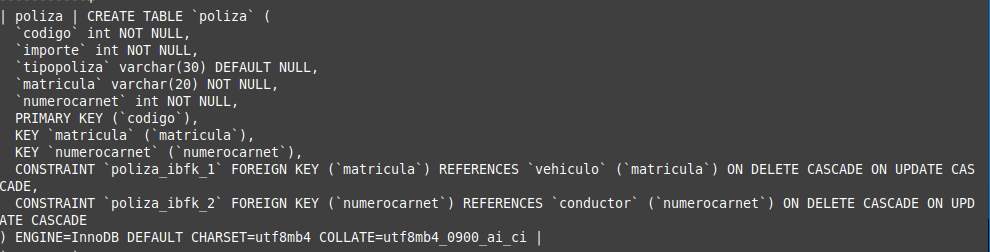 | poliza | CREATE TABLE `poliza` (
  `codigo` int NOT NULL,
  `importe` int NOT NULL,
  `tipopoliza` varchar(30) DEFAULT NULL,
  `matricula` varchar(20) NOT NULL,
  `numerocarnet` int NOT NULL,
  PRIMARY KEY (`codigo`),
  KEY `matricula` (`matricula`),
  KEY `numerocarnet` (`numerocarnet`),
  CONSTRAINT `poliza_ibfk_1` FOREIGN KEY (`matricula`) REFERENCES `vehiculo` (`matricula`) ON DELETE CASCADE ON UPDATE CAS
CADE,
  CONSTRAINT `poliza_ibfk_2` FOREIGN KEY (`numerocarnet`) REFERENCES `conductor` (`numerocarnet`) ON DELETE CASCADE ON UPD
ATE CASCADE
) ENGINE=InnoDB DEFAULT CHARSET=utf8mb4 COLLATE=utf8mb4_0900_ai_ci |